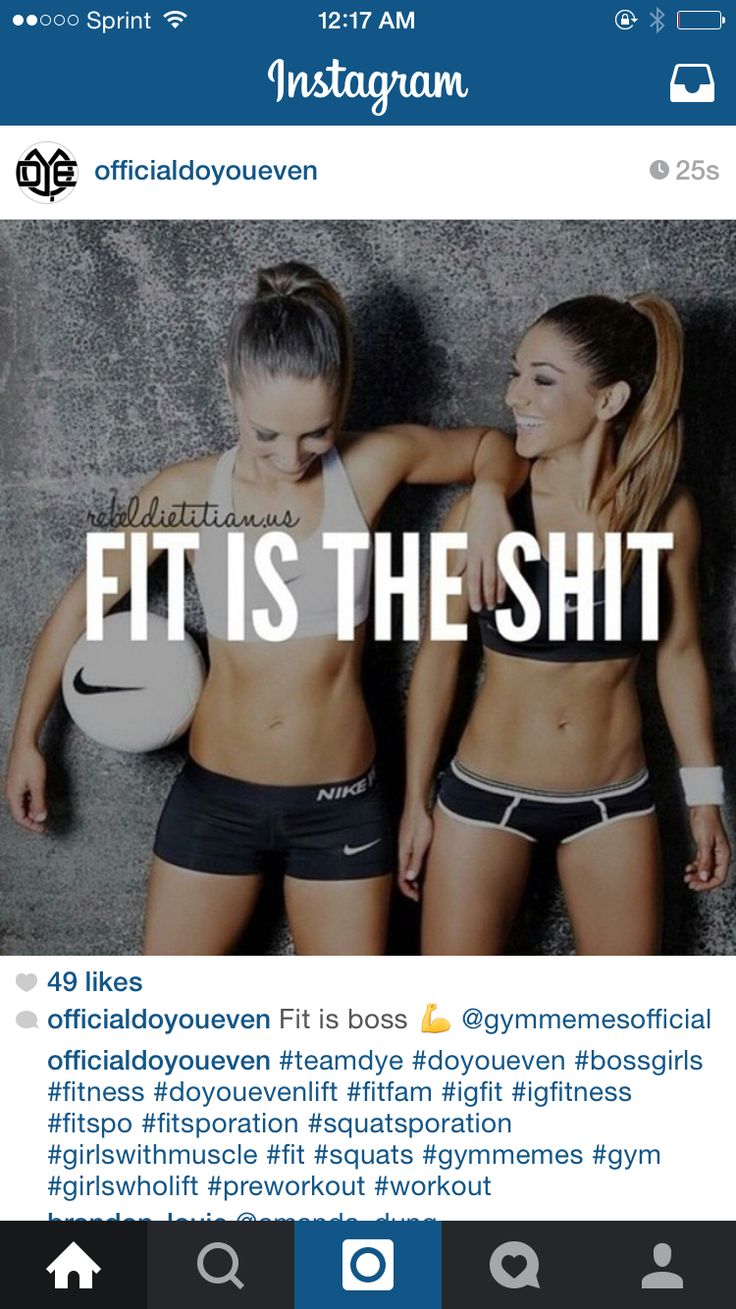 Sprint 12:17 AM
Instagram
DYE officialdoyoueven 25s
rebeldietitian.us
FIT IS THE SHIT
NIKE
49 likes
officialdoyoueven Fit is boss 💪 @gymmemesofficial
officialdoyoueven #teamdye #doyoueven #bossgirls
#fitness #doyouevenlift #fitfam #igfit #igfitness
#fitspo #fitsporation #squatsporation
#girlswithmuscle #fit #squats #gymmemes #gym
#girlswholift #preworkout #workout